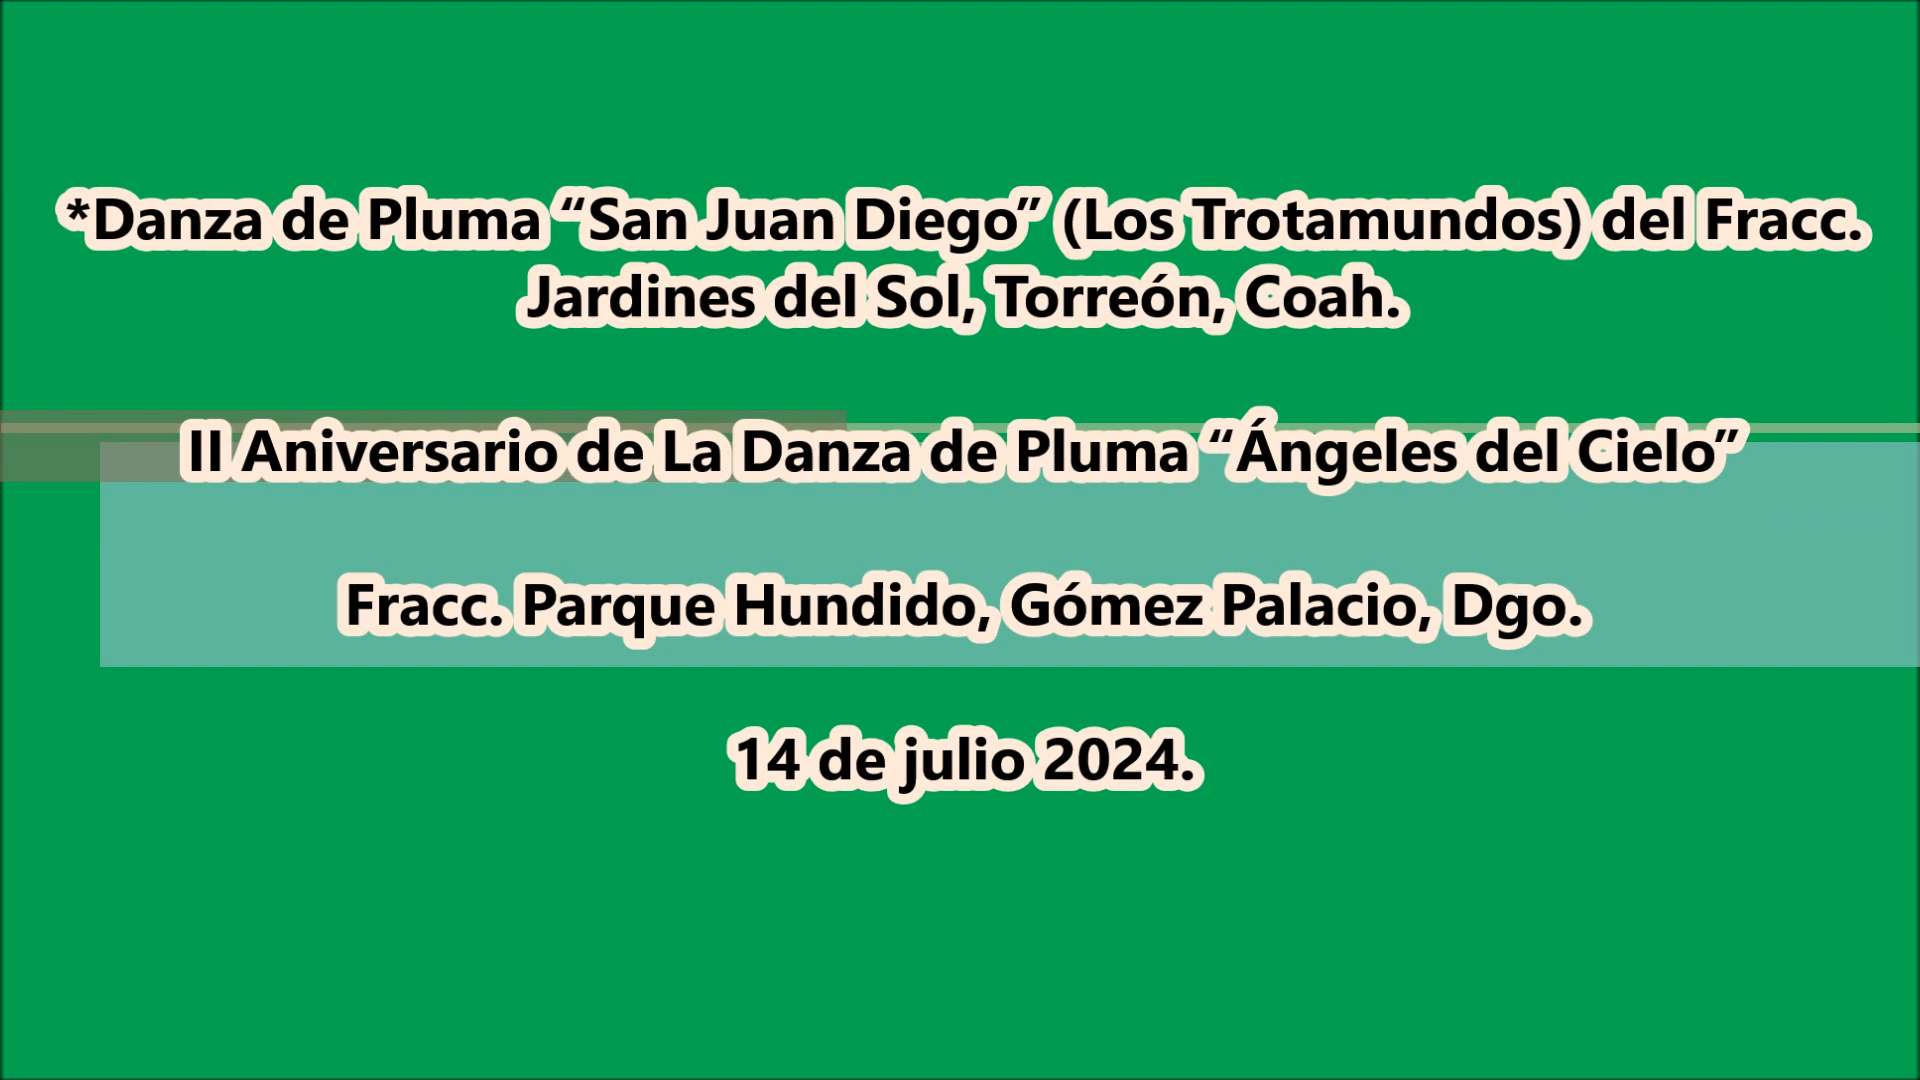 *Danza de Pluma “San Juan Diego” (Los Trotamundos) del Fracc.
Jardines del Sol, Torreón, Coah.
II Aniversario de La Danza de Pluma “Ángeles del Cielo”
Fracc. Parque Hundido, Gómez Palacio, Dgo.
14 de julio 2024.